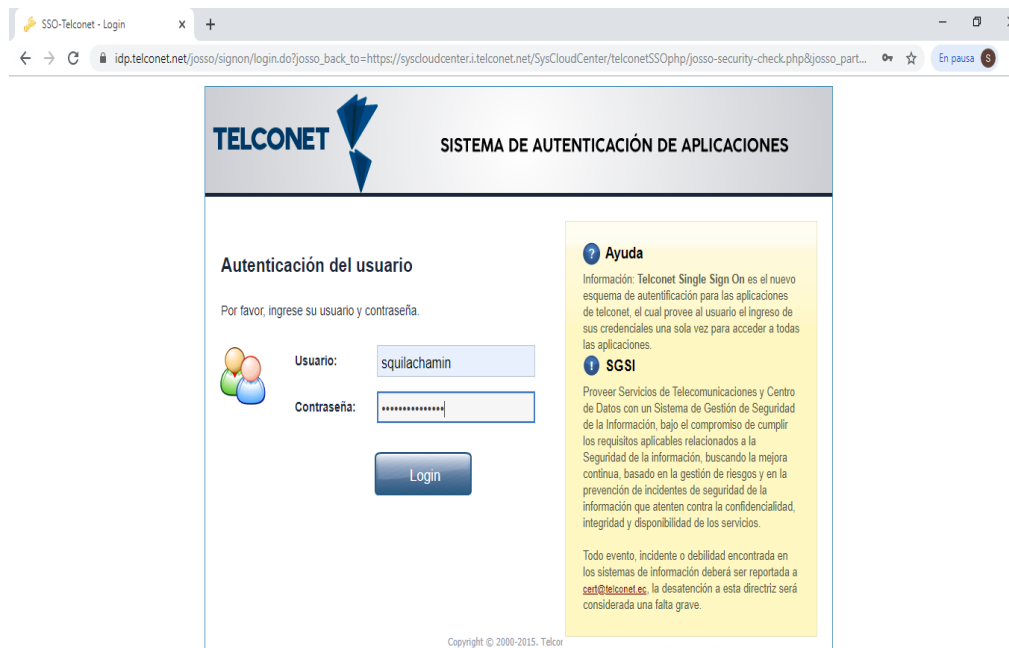 SSO-Telconet - Login
idp.telconet.net/josso/signon/login.do?josso_back_to=https://syscloudcenter.i.telconet.net/SysCloudCenter/telconetSSOphp/josso-security-check.php&josso_part...
En pausa S
TELCONET
SISTEMA DE AUTENTICACIÓN DE APLICACIONES
Autenticación del usuario
Por favor, ingrese su usuario y contraseña.
Usuario:
squilachamin
Contraseña:
•••••••••••••••
Login
Ayuda
Información: Telconet Single Sign On es el nuevo
esquema de autentificación para las aplicaciones
de telconet, el cual provee al usuario el ingreso de
sus credenciales una sola vez para acceder a todas
las aplicaciones.
SGSI
Proveer Servicios de Telecomunicaciones y Centro
de Datos con un Sistema de Gestión de Seguridad
de la Información, bajo el compromiso de cumplir
los requisitos aplicables relacionados a la
Seguridad de la información, buscando la mejora
continua, basado en la gestión de riesgos y en la
prevención de incidentes de seguridad de la
información que atenten contra la confidencialidad,
integridad y disponibilidad de los servicios.
Todo evento, incidente o debilidad encontrada en
los sistemas de información deberá ser reportada a
cert@telconet.ec, la desatención a esta directriz será
considerada una falta grave.
Copyright © 2000-2015. Telcor